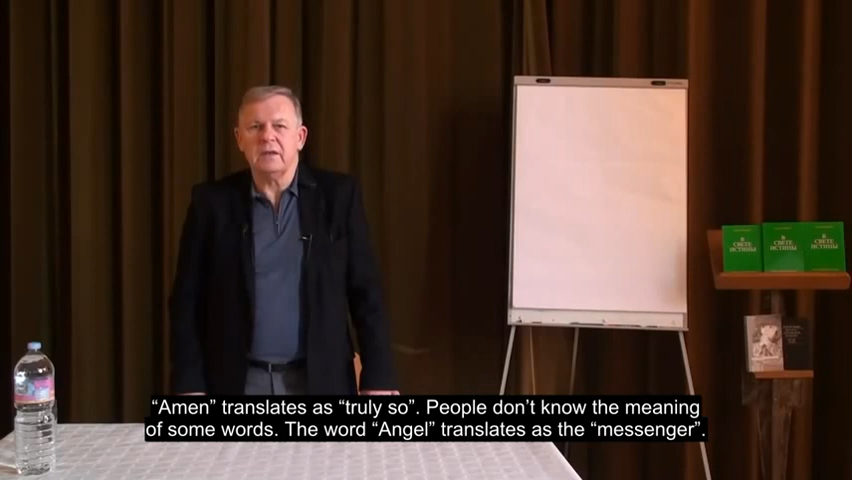 “Amen” translates as “truly so”. People don’t know the meaning
of some words. The word “Angel” translates as the “messenger”.
В
СВЕТЕ
ИСТИНЫ
В
СВЕТЕ
ИСТИНЫ
В
СВЕТЕ
ИСТИНЫ